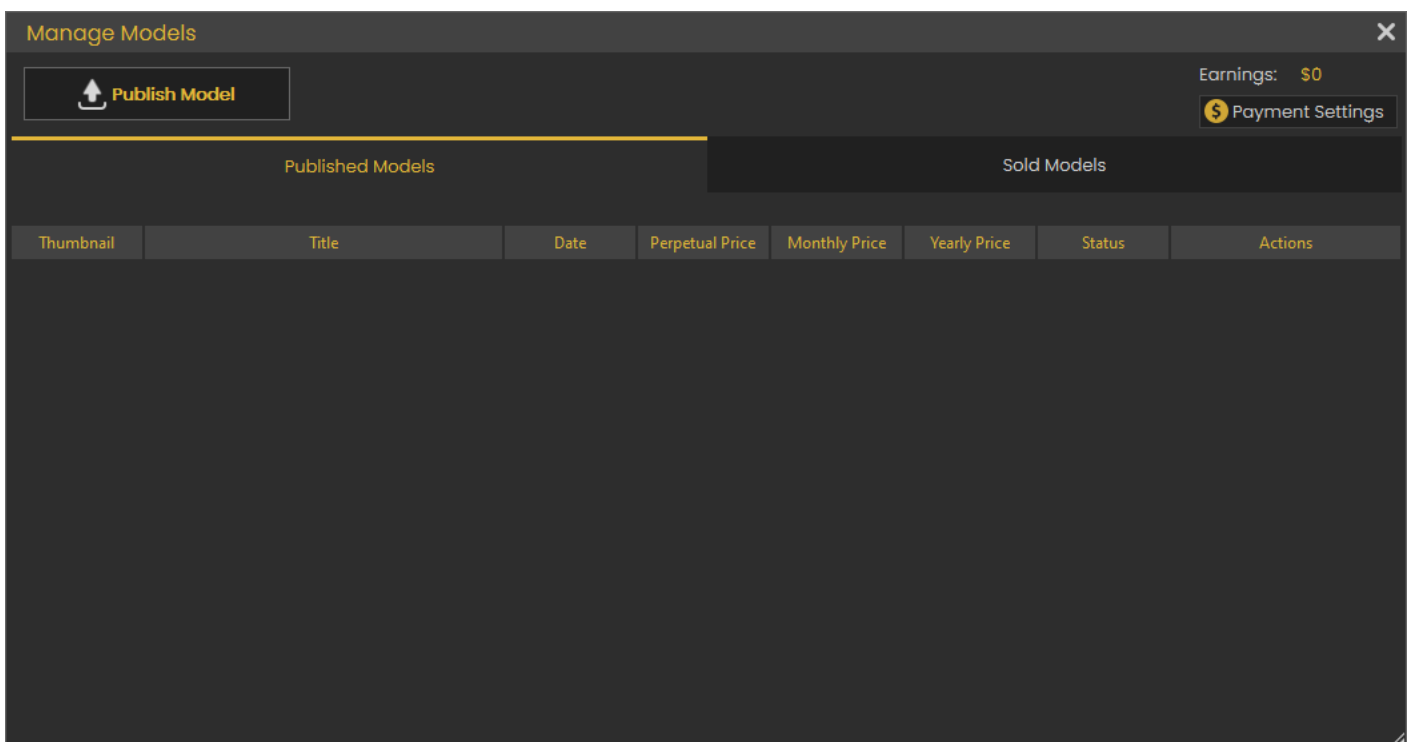 Manage Models
Publish Model
Earnings: $0
Payment Settings
Published Models Sold Models
Thumbnail Title Date Perpetual Price Monthly Price Yearly Price Status Actions